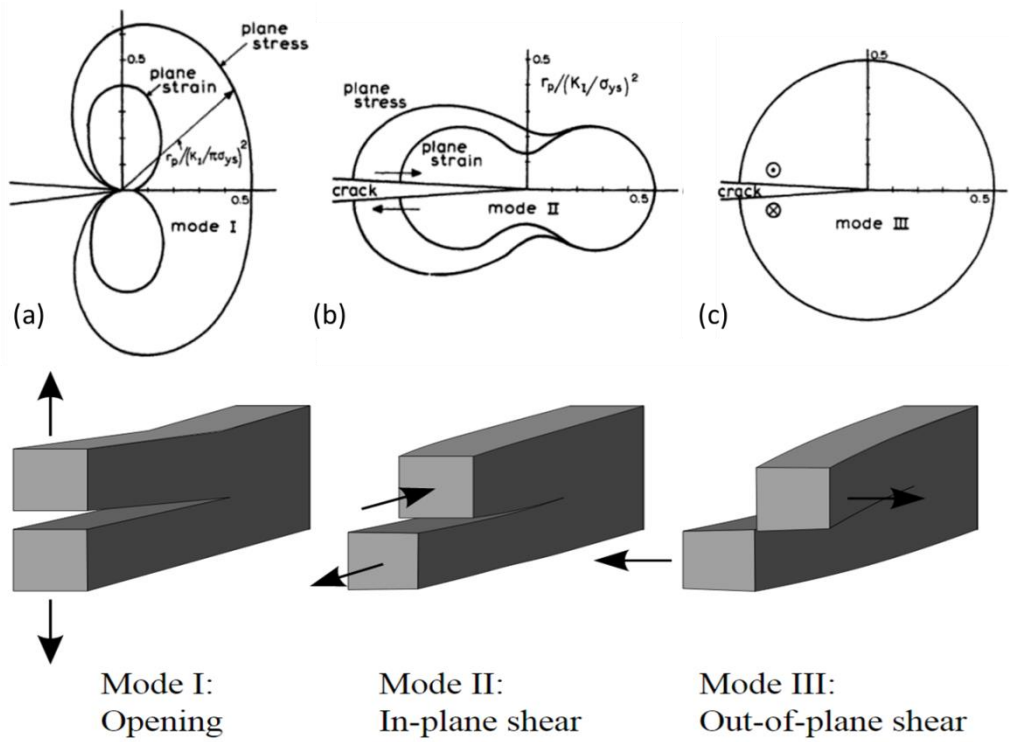 plane
stress
0.5
plane
strain
r_p/(K_I/πσ_ys)^2
0.5
mode I
(a)
0.5
r_p/(K_I/σ_ys)^2
plane
stress
plane
strain
crack
0.5
mode II
(b)
0.5
crack
0.5
mode III
(c)
Mode I:
Opening
Mode II:
In-plane shear
Mode III:
Out-of-plane shear